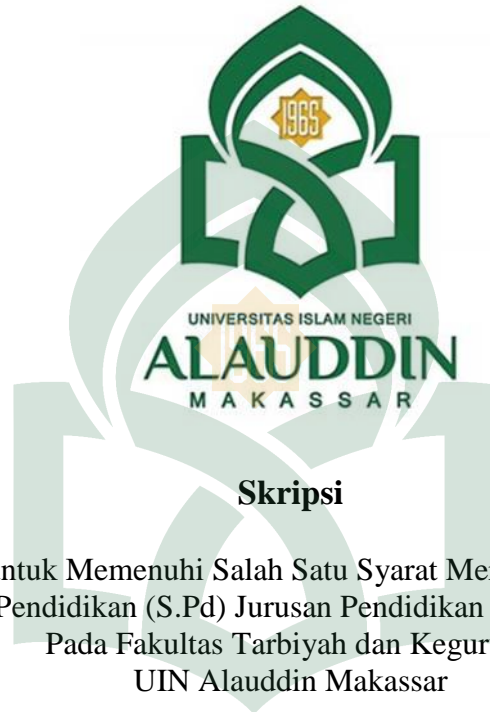 1965
UNIVERSITAS ISLAM NEGERI
ALAUDDIN
MAKASSAR
Skripsi
ntuk Memenuhi Salah Satu Syarat Me
Pendidikan (S.Pd) Jurusan Pendidikan
Pada Fakultas Tarbiyah dan Kegur
UIN Alauddin Makassar